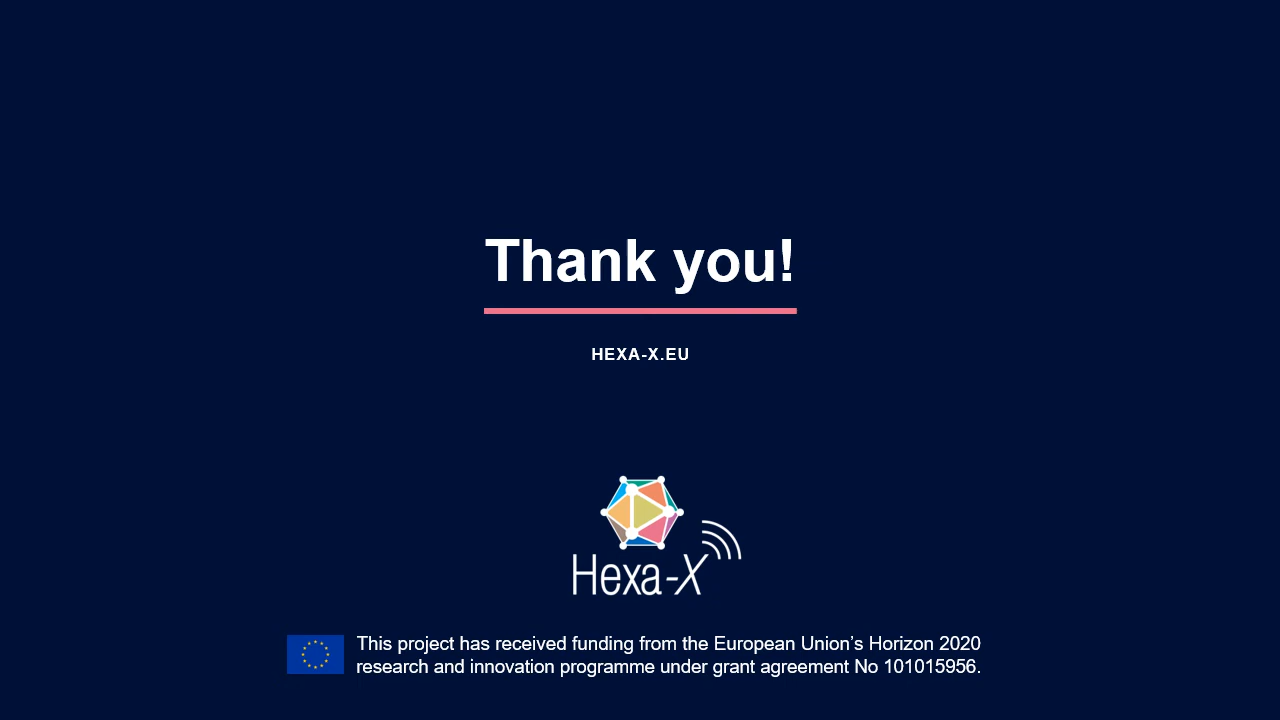 Thank you!
HEXA-X.EU
Hexa-X
This project has received funding from the European Union’s Horizon 2020
research and innovation programme under grant agreement No 101015956.